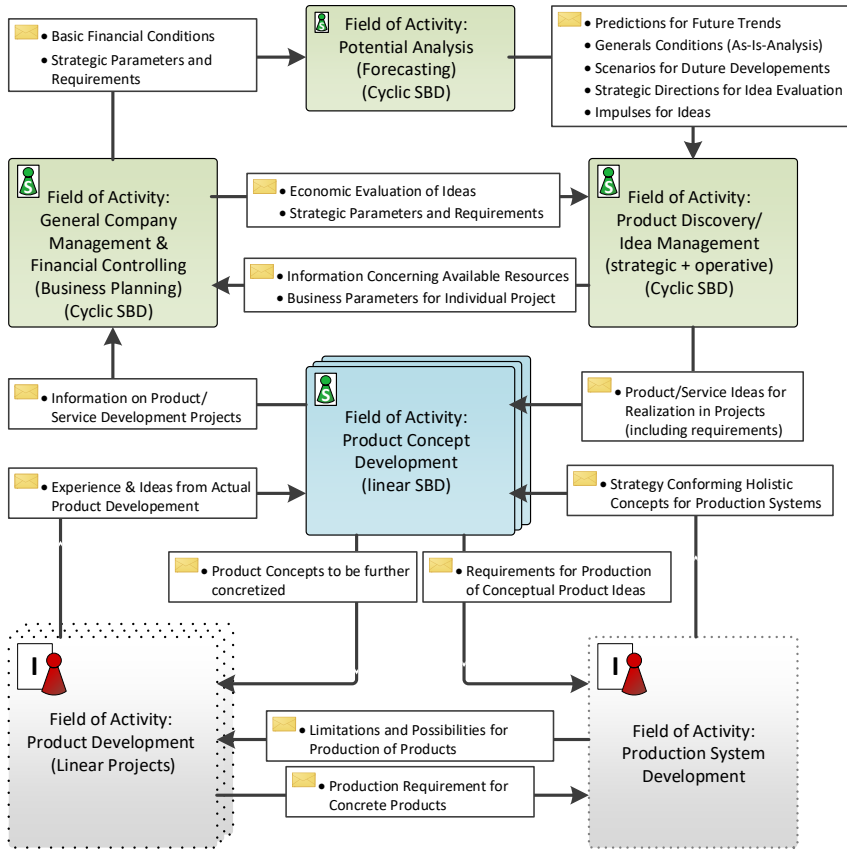 • Basic Financial Conditions
• Strategic Parameters and
Requirements
S
Field of Activity:
Potential Analysis
(Forecasting)
(Cyclic SBD)
• Predictions for Future Trends
• Generals Conditions (As-Is-Analysis)
• Scenarios for Duture Developements
• Strategic Directions for Idea Evaluation
• Impulses for Ideas
S
Field of Activity:
General Company
Management &
Financial Controlling
(Business Planning)
(Cyclic SBD)
• Economic Evaluation of Ideas
• Strategic Parameters and Requirements
• Information Concerning Available Resources
• Business Parameters for Individual Project
S
Field of Activity:
Product Discovery/
Idea Management
(strategic + operative)
(Cyclic SBD)
• Information on Product/
Service Development Projects
S
Field of Activity:
Product Concept
Development
(linear SBD)
• Product/Service Ideas for
Realization in Projects
(including requirements)
• Experience & Ideas from Actual
Product Developement
• Strategy Conforming Holistic
Concepts for Production Systems
• Product Concepts to be further
concretized
• Requirements for Production
of Conceptual Product Ideas
I
Field of Activity:
Product Development
(Linear Projects)
• Limitations and Possibilities for
Production of Products
• Production Requirement for
Concrete Products
I
Field of Activity:
Production System
Development